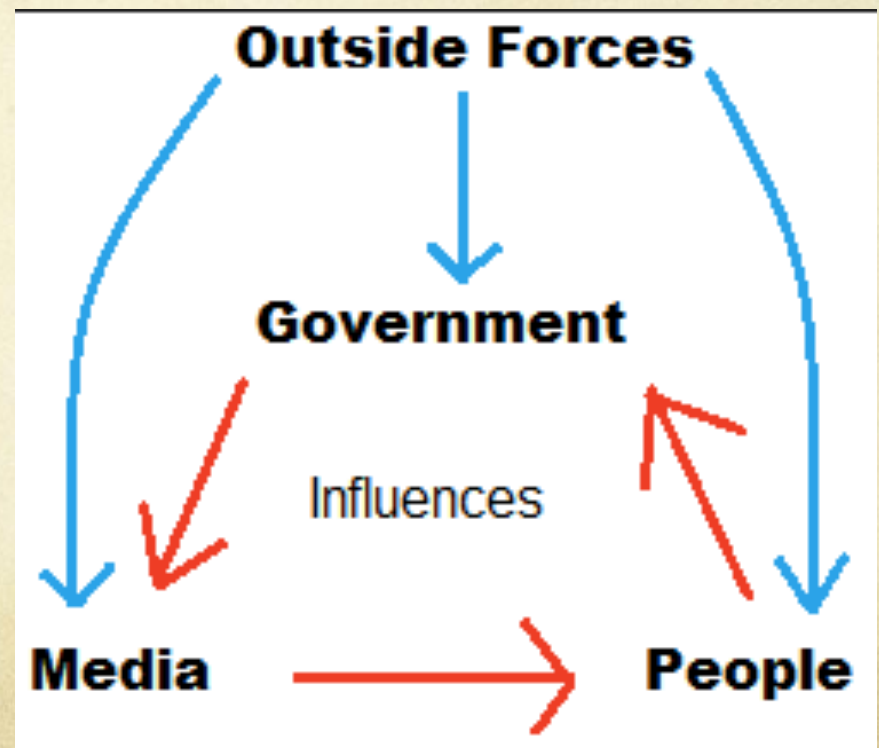 Outside Forces
Government
Influences
Media
People